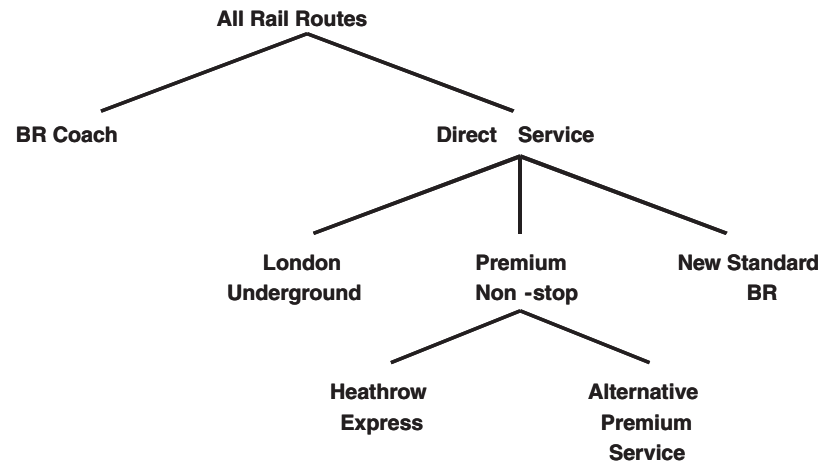 All Rail Routes
BR Coach
Direct Service
London
Underground
Premium
Non -stop
New Standard
BR
Heathrow
Express
Alternative
Premium
Service